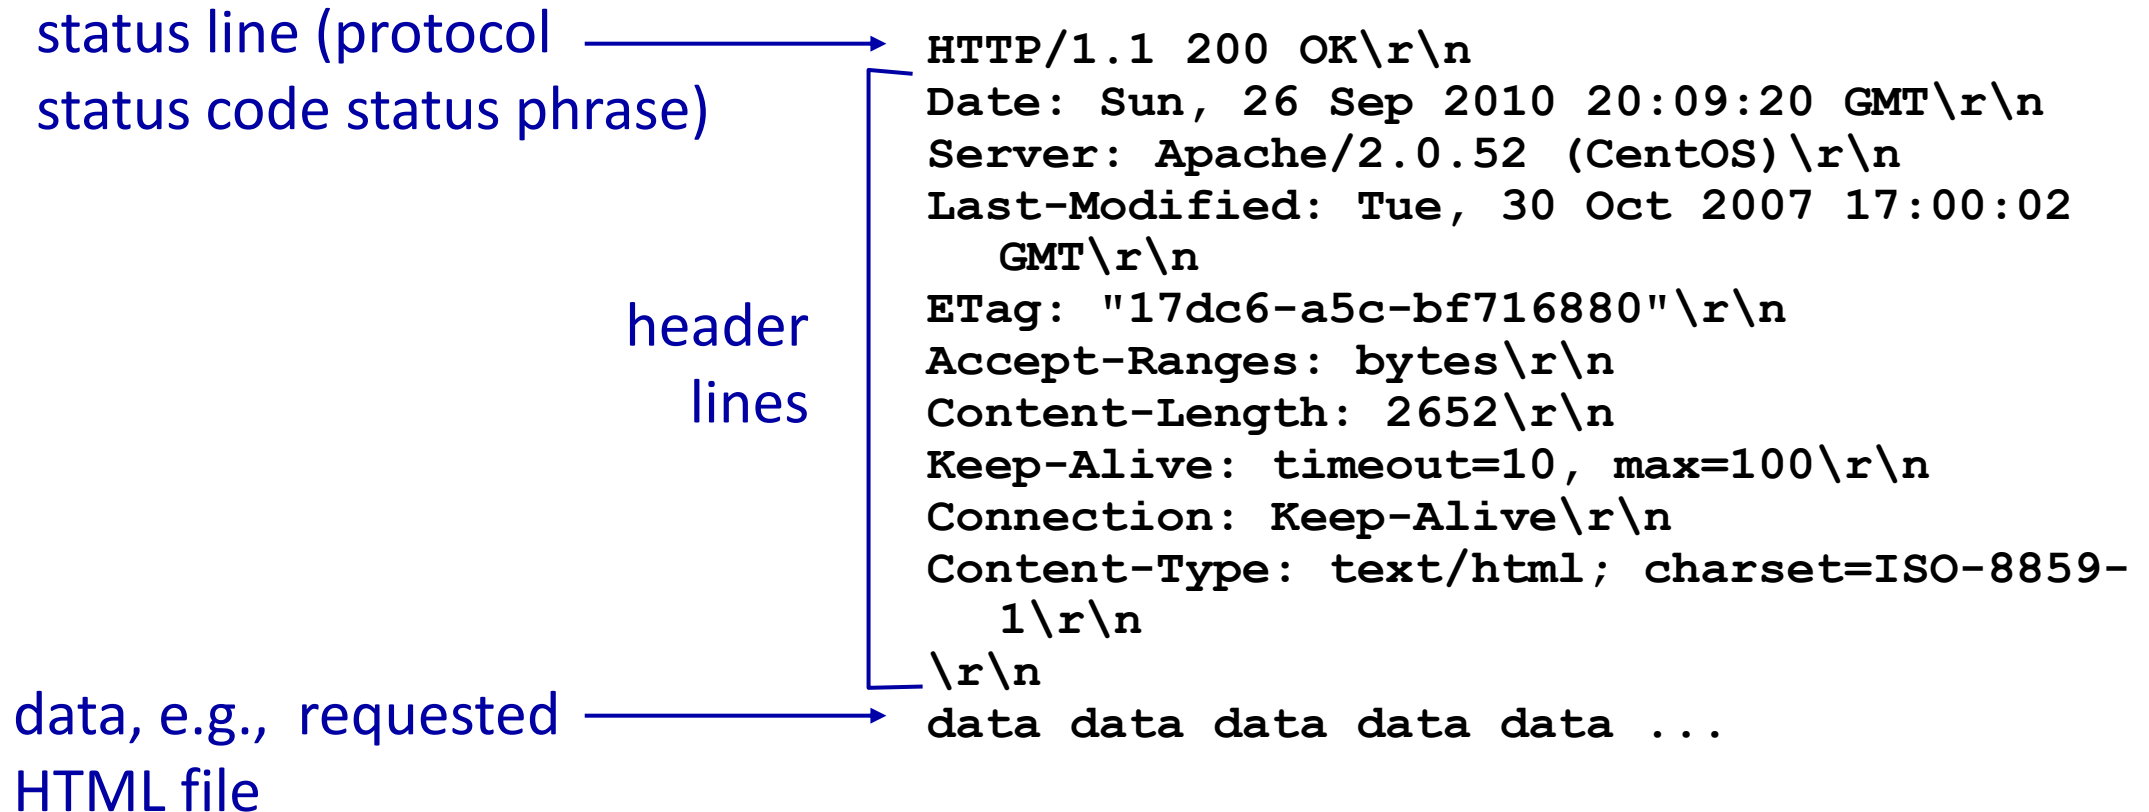 status line (protocol
status code status phrase)
header
lines
data, e.g., requested
HTML file
HTTP/1.1 200 OK\r\n
Date: Sun, 26 Sep 2010 20:09:20 GMT\r\n
Server: Apache/2.0.52 (CentOS)\r\n
Last-Modified: Tue, 30 Oct 2007 17:00:02
GMT\r\n
ETag: "17dc6-a5c-bf716880"\r\n
Accept-Ranges: bytes\r\n
Content-Length: 2652\r\n
Keep-Alive: timeout=10, max=100\r\n
Connection: Keep-Alive\r\n
Content-Type: text/html; charset=ISO-8859-
1\r\n
\r\n
data data data data data ...